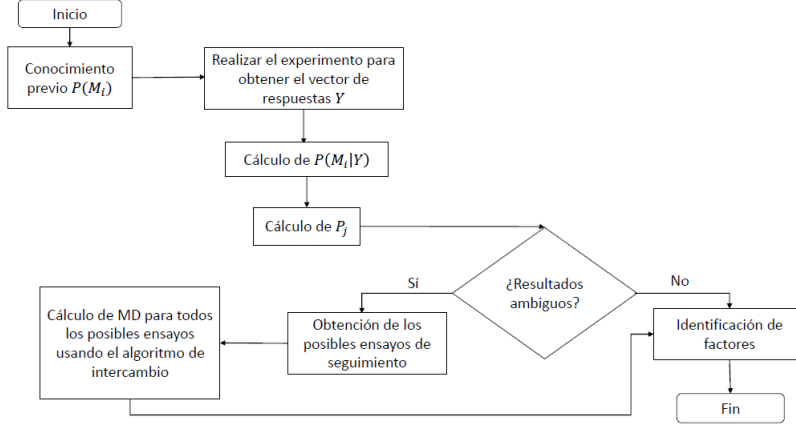 Inicio
Conocimiento
previo P(Mᵢ)
Realizar el experimento para
obtener el vector de
respuestas Y
Cálculo de P(Mᵢ|Y)
Cálculo de Pⱼ
¿Resultados
ambiguos?
Sí
No
Cálculo de MD para todos
los posibles ensayos
usando el algoritmo de
intercambio
Obtención de los
posibles ensayos de
seguimiento
Identificación de
factores
Fin